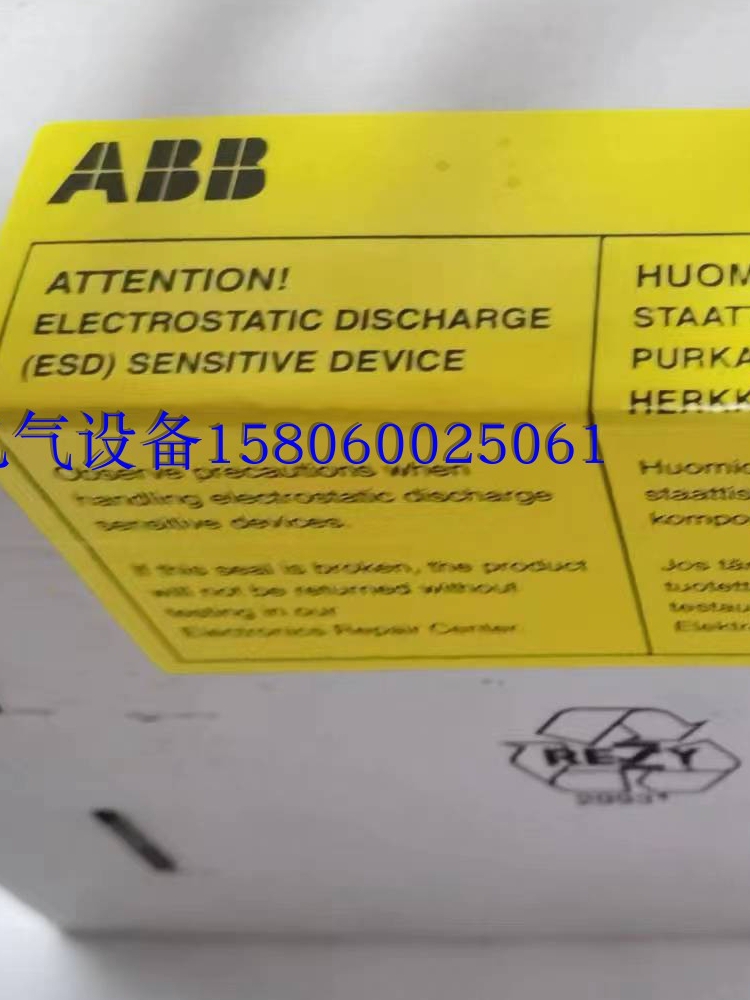 ABB
ATTENTION!
ELECTROSTATIC DISCHARGE
(ESD) SENSITIVE DEVICE
HUOM
STAATT
PURKA
HERKK
气设备158060025061
Observe precautions when
handling electrostatic discharge
sensitive devices.
If this seal is broken, the product
will not be returned without
testing in our
Electronics Repair Center.
Huomio
staattis
kompo
Jos tä
tuotett
testau
Elektr
REZY